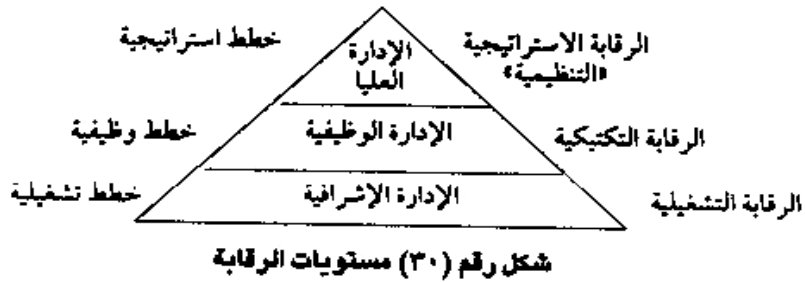 الرقابة الاستراتيجية
«التنظيمية»
الإدارة
العليا
خطط استراتيجية
الرقابة التكتيكية
الإدارة الوظيفية
خطط وظيفية
الرقابة التشغيلية
الإدارة الإشرافية
خطط تشغيلية
شكل رقم (٣٠) مستويات الرقابة